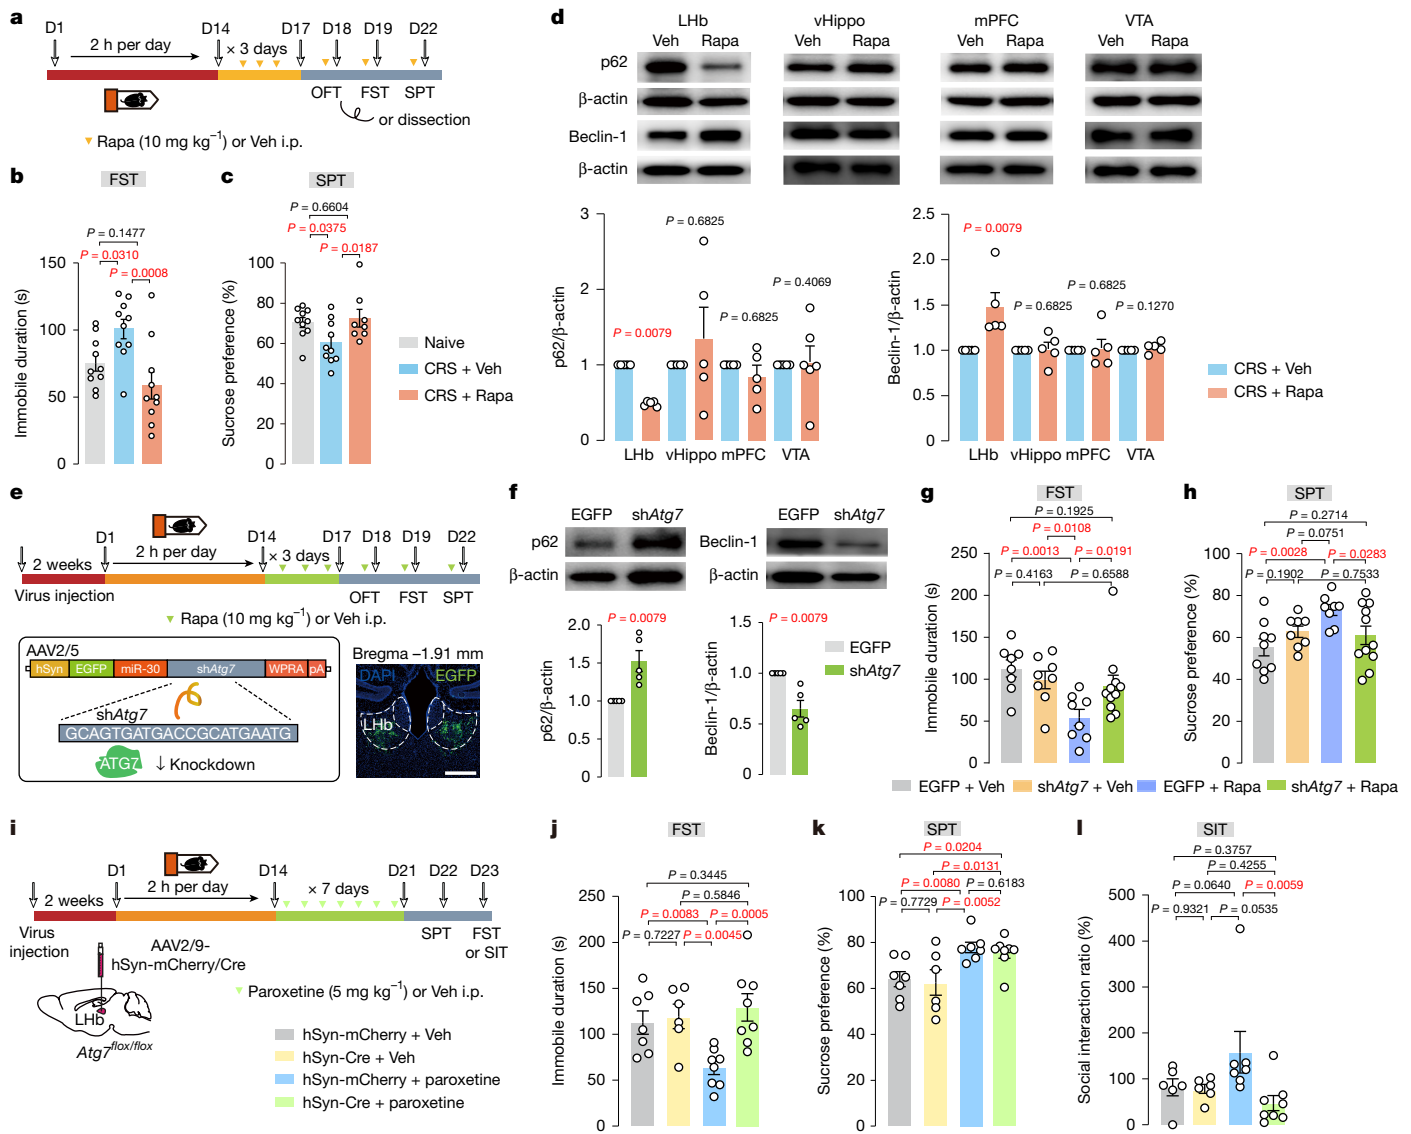 a
D1
D14
D17
D18
D19
D22
2 h per day
× 3 days
OFT
FST
SPT
or dissection
Rapa (10 mg kg⁻¹) or Veh i.p.
b
FST
P = 0.1477
P = 0.0310
P = 0.0008
Immobile duration (s)
150
100
50
0
c
SPT
P = 0.6604
P = 0.0375
P = 0.0187
Sucrose preference (%)
100
80
60
40
20
0
Naive
CRS + Veh
CRS + Rapa
d
LHb
vHippo
mPFC
VTA
Veh Rapa
Veh Rapa
Veh Rapa
Veh Rapa
p62
β-actin
Beclin-1
β-actin
p62/β-actin
3
2
1
0
P = 0.0079
P = 0.6825
P = 0.6825
P = 0.4069
LHb vHippo mPFC VTA
Beclin-1/β-actin
2.5
2.0
1.5
1.0
0.5
0
P = 0.0079
P = 0.6825
P = 0.6825
P = 0.1270
LHb vHippo mPFC VTA
CRS + Veh
CRS + Rapa
e
D1
D14
D17
D18
D19
D22
2 weeks
2 h per day
× 3 days
Virus injection
OFT
FST
SPT
Rapa (10 mg kg⁻¹) or Veh i.p.
AAV2/5
hSyn EGFP miR-30 shAtg7 WPRA pA
shAtg7
GCAGTGATGACCGCATGAATG
ATG7
↓ Knockdown
Bregma –1.91 mm
DAPI
EGFP
LHb
f
EGFP shAtg7
p62
β-actin
EGFP shAtg7
Beclin-1
β-actin
P = 0.0079
p62/β-actin
2.0
1.5
1.0
0.5
0
P = 0.0079
Beclin-1/β-actin
1.5
1.0
0.5
0
EGFP
shAtg7
g
FST
P = 0.1925
P = 0.0108
P = 0.0013
P = 0.0191
P = 0.4163
P = 0.6588
Immobile duration (s)
250
200
150
100
50
0
h
SPT
P = 0.2714
P = 0.0751
P = 0.0028
P = 0.0283
P = 0.1902
P = 0.7533
Sucrose preference (%)
100
80
60
40
20
0
EGFP + Veh
shAtg7 + Veh
EGFP + Rapa
shAtg7 + Rapa
i
D1
D14
D21
D22
D23
2 weeks
2 h per day
× 7 days
Virus
injection
SPT
FST
or SIT
AAV2/9-
hSyn-mCherry/Cre
LHb
Atg7flox/flox
Paroxetine (5 mg kg⁻¹) or Veh i.p.
hSyn-mCherry + Veh
hSyn-Cre + Veh
hSyn-mCherry + paroxetine
hSyn-Cre + paroxetine
j
FST
P = 0.3445
P = 0.5846
P = 0.0083
P = 0.0005
P = 0.7227
P = 0.0045
Immobile duration (s)
250
200
150
100
50
0
k
SPT
P = 0.0204
P = 0.0131
P = 0.0080
P = 0.6183
P = 0.7729
P = 0.0052
Sucrose preference (%)
100
80
60
40
20
0
l
SIT
P = 0.3757
P = 0.4255
P = 0.0640
P = 0.0059
P = 0.9321
P = 0.0535
Social interaction ratio (%)
500
400
300
200
100
0